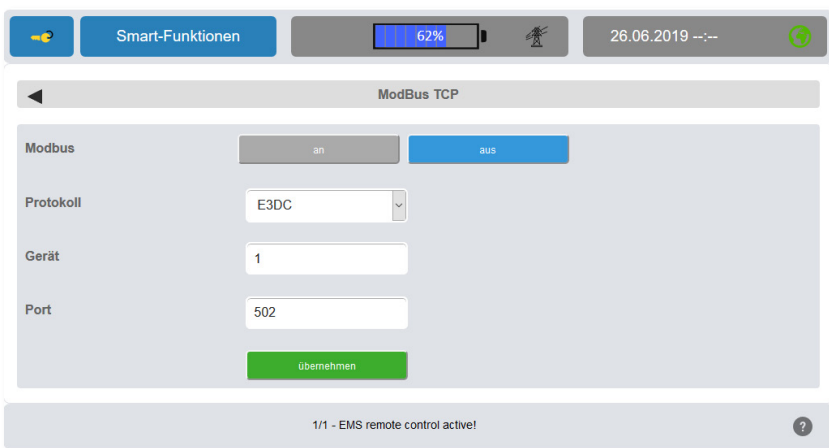 Smart-Funktionen 62% 26.06.2019 --:--
ModBus TCP
Modbus an aus
Protokoll E3DC
Gerät 1
Port 502
übernehmen
1/1 - EMS remote control active! ?